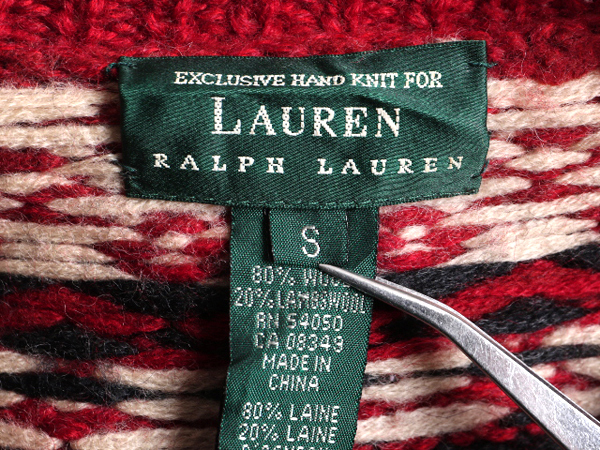 EXCLUSIVE HAND KNIT FOR
LAUREN
RALPH LAUREN
S
80% WOOL
20% LAMBSWOOL
RN 54050
CA 08349
MADE IN
CHINA
80% LAINE
20% LAINE